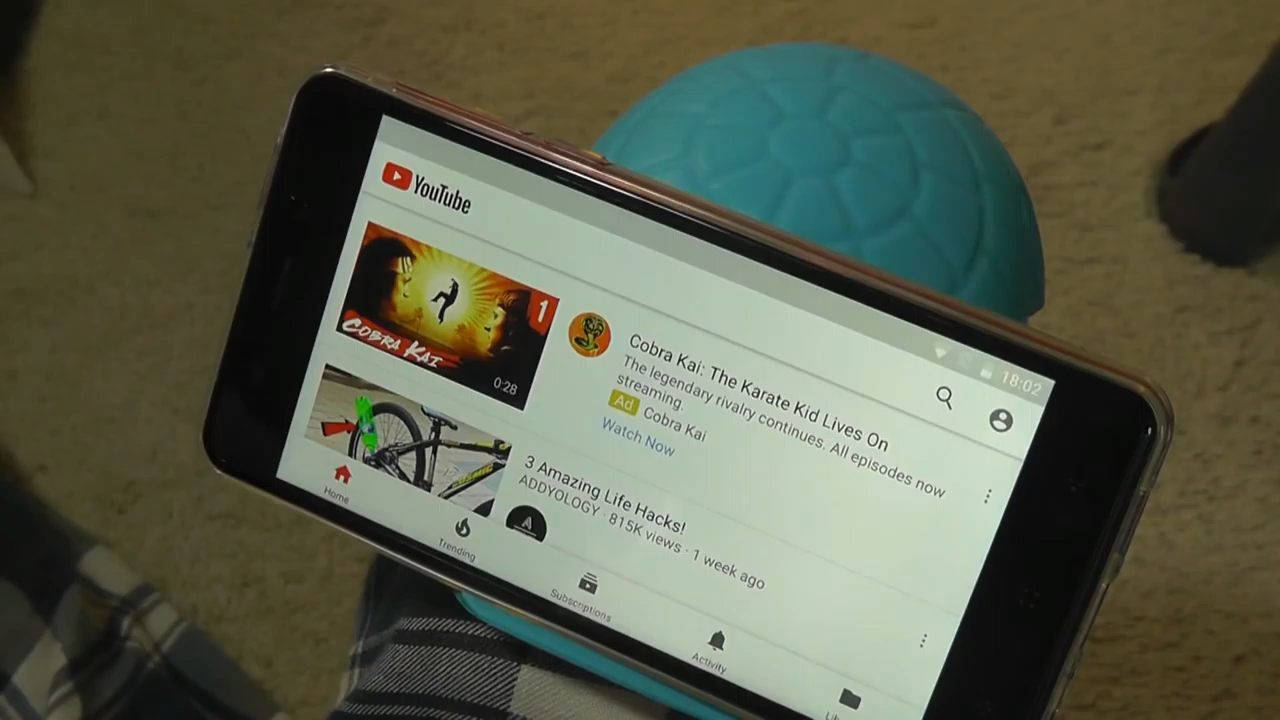 18:02
YouTube
1
COBRA KAI
0:28
Cobra Kai: The Karate Kid Lives On
The legendary rivalry continues. All episodes now
streaming.
Ad Cobra Kai
Watch Now
3 Amazing Life Hacks!
ADDYOLOGY · 815K views · 1 week ago
A
Home
Trending
Subscriptions
Activity